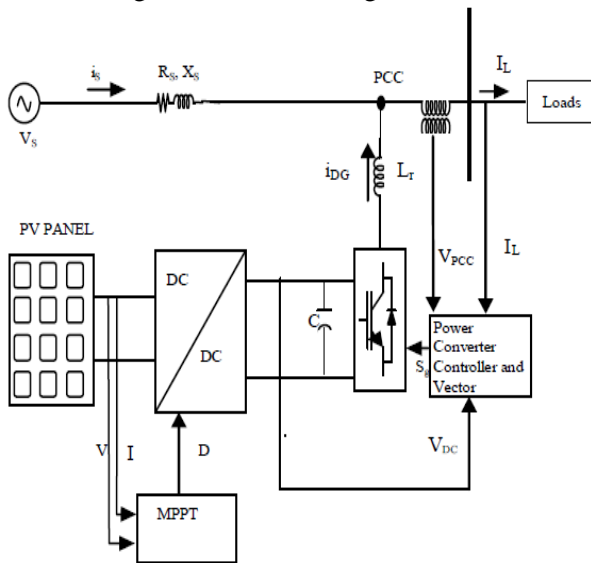 i_S
R_S, X_S
PCC
I_L
Loads
V_S
i_DG
L_r
PV PANEL
V_PCC
I_L
DC
DC
C
S_g
Power
Converter
Controller and
Vector
V
I
D
V_DC
MPPT